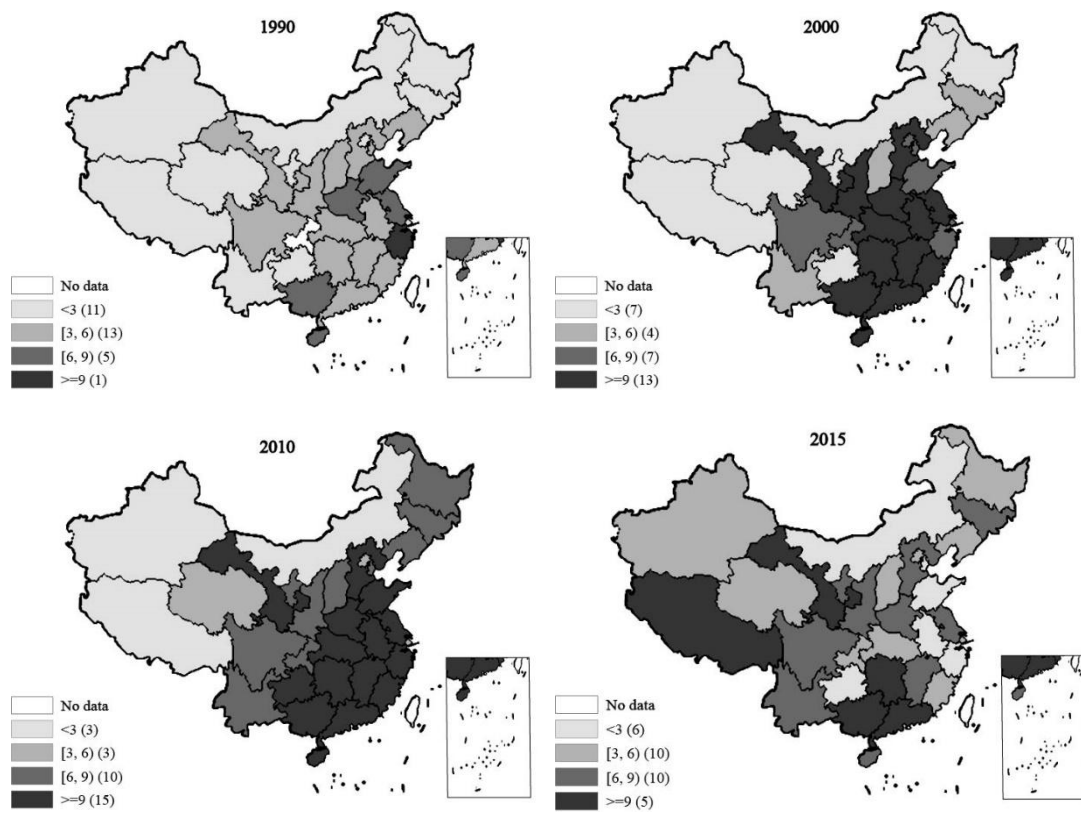 1990
No data
<3 (11)
[3, 6) (13)
[6, 9) (5)
>=9 (1)
2000
No data
<3 (7)
[3, 6) (4)
[6, 9) (7)
>=9 (13)
2010
No data
<3 (3)
[3, 6) (3)
[6, 9) (10)
>=9 (15)
2015
No data
<3 (6)
[3, 6) (10)
[6, 9) (10)
>=9 (5)